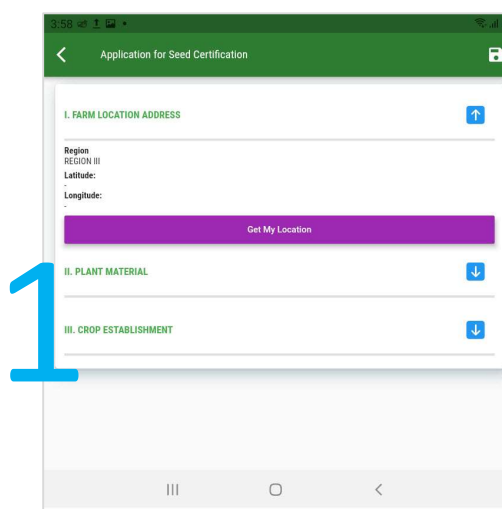 3:58
Application for Seed Certification
I. FARM LOCATION ADDRESS
Region
REGION III
Latitude:
-
Longitude:
-
Get My Location
II. PLANT MATERIAL
III. CROP ESTABLISHMENT
1